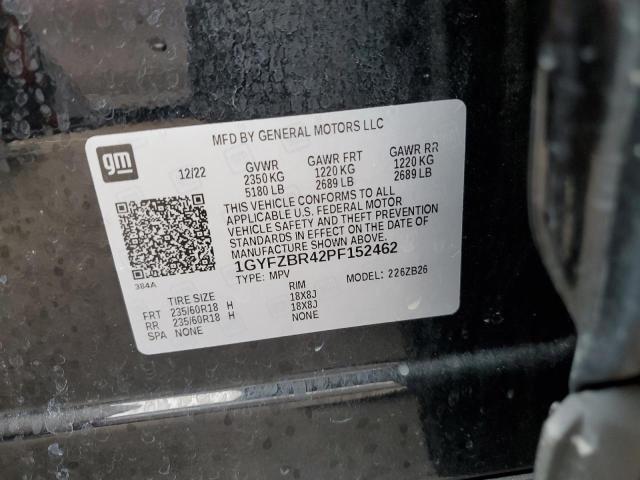 MFD BY GENERAL MOTORS LLC
gm
12/22 GVWR GAWR FRT GAWR RR
2350 KG 1220 KG 1220 KG
5180 LB 2689 LB 2689 LB
THIS VEHICLE CONFORMS TO ALL
APPLICABLE U.S. FEDERAL MOTOR
VEHICLE SAFETY AND THEFT PREVENTION
STANDARDS IN EFFECT ON THE DATE OF
MANUFACTURE SHOWN ABOVE.
1GYFZBR42PF152462
TYPE: MPV MODEL: 226ZB26
384A
TIRE SIZE RIM
FRT 235/60R18 H 18X8J
RR 235/60R18 H 18X8J
SPA NONE NONE